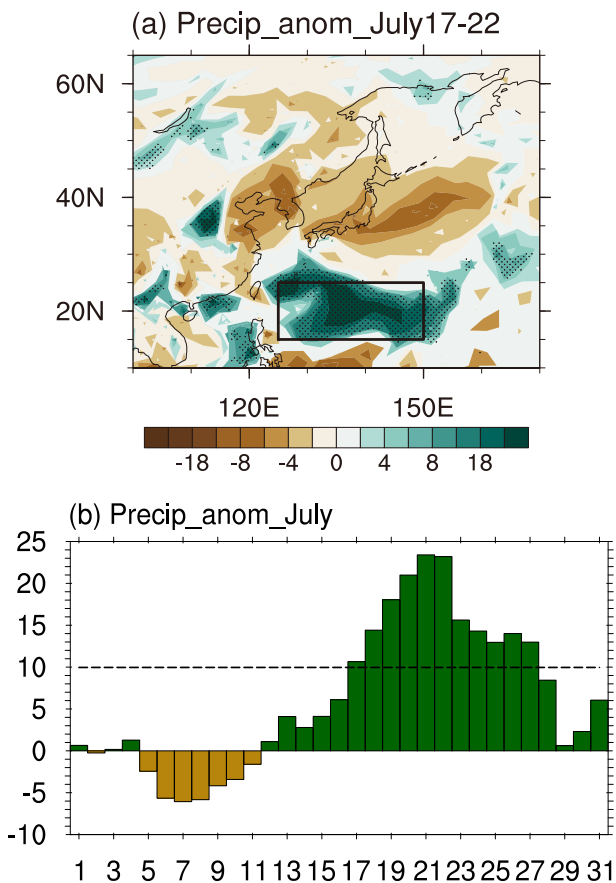 (a) Precip_anom_July17-22
60N
40N
20N
120E 150E
-18 -8 -4 0 4 8 18
(b) Precip_anom_July
25
20
15
10
5
0
-5
-10
1 3 5 7 9 11 13 15 17 19 21 23 25 27 29 31